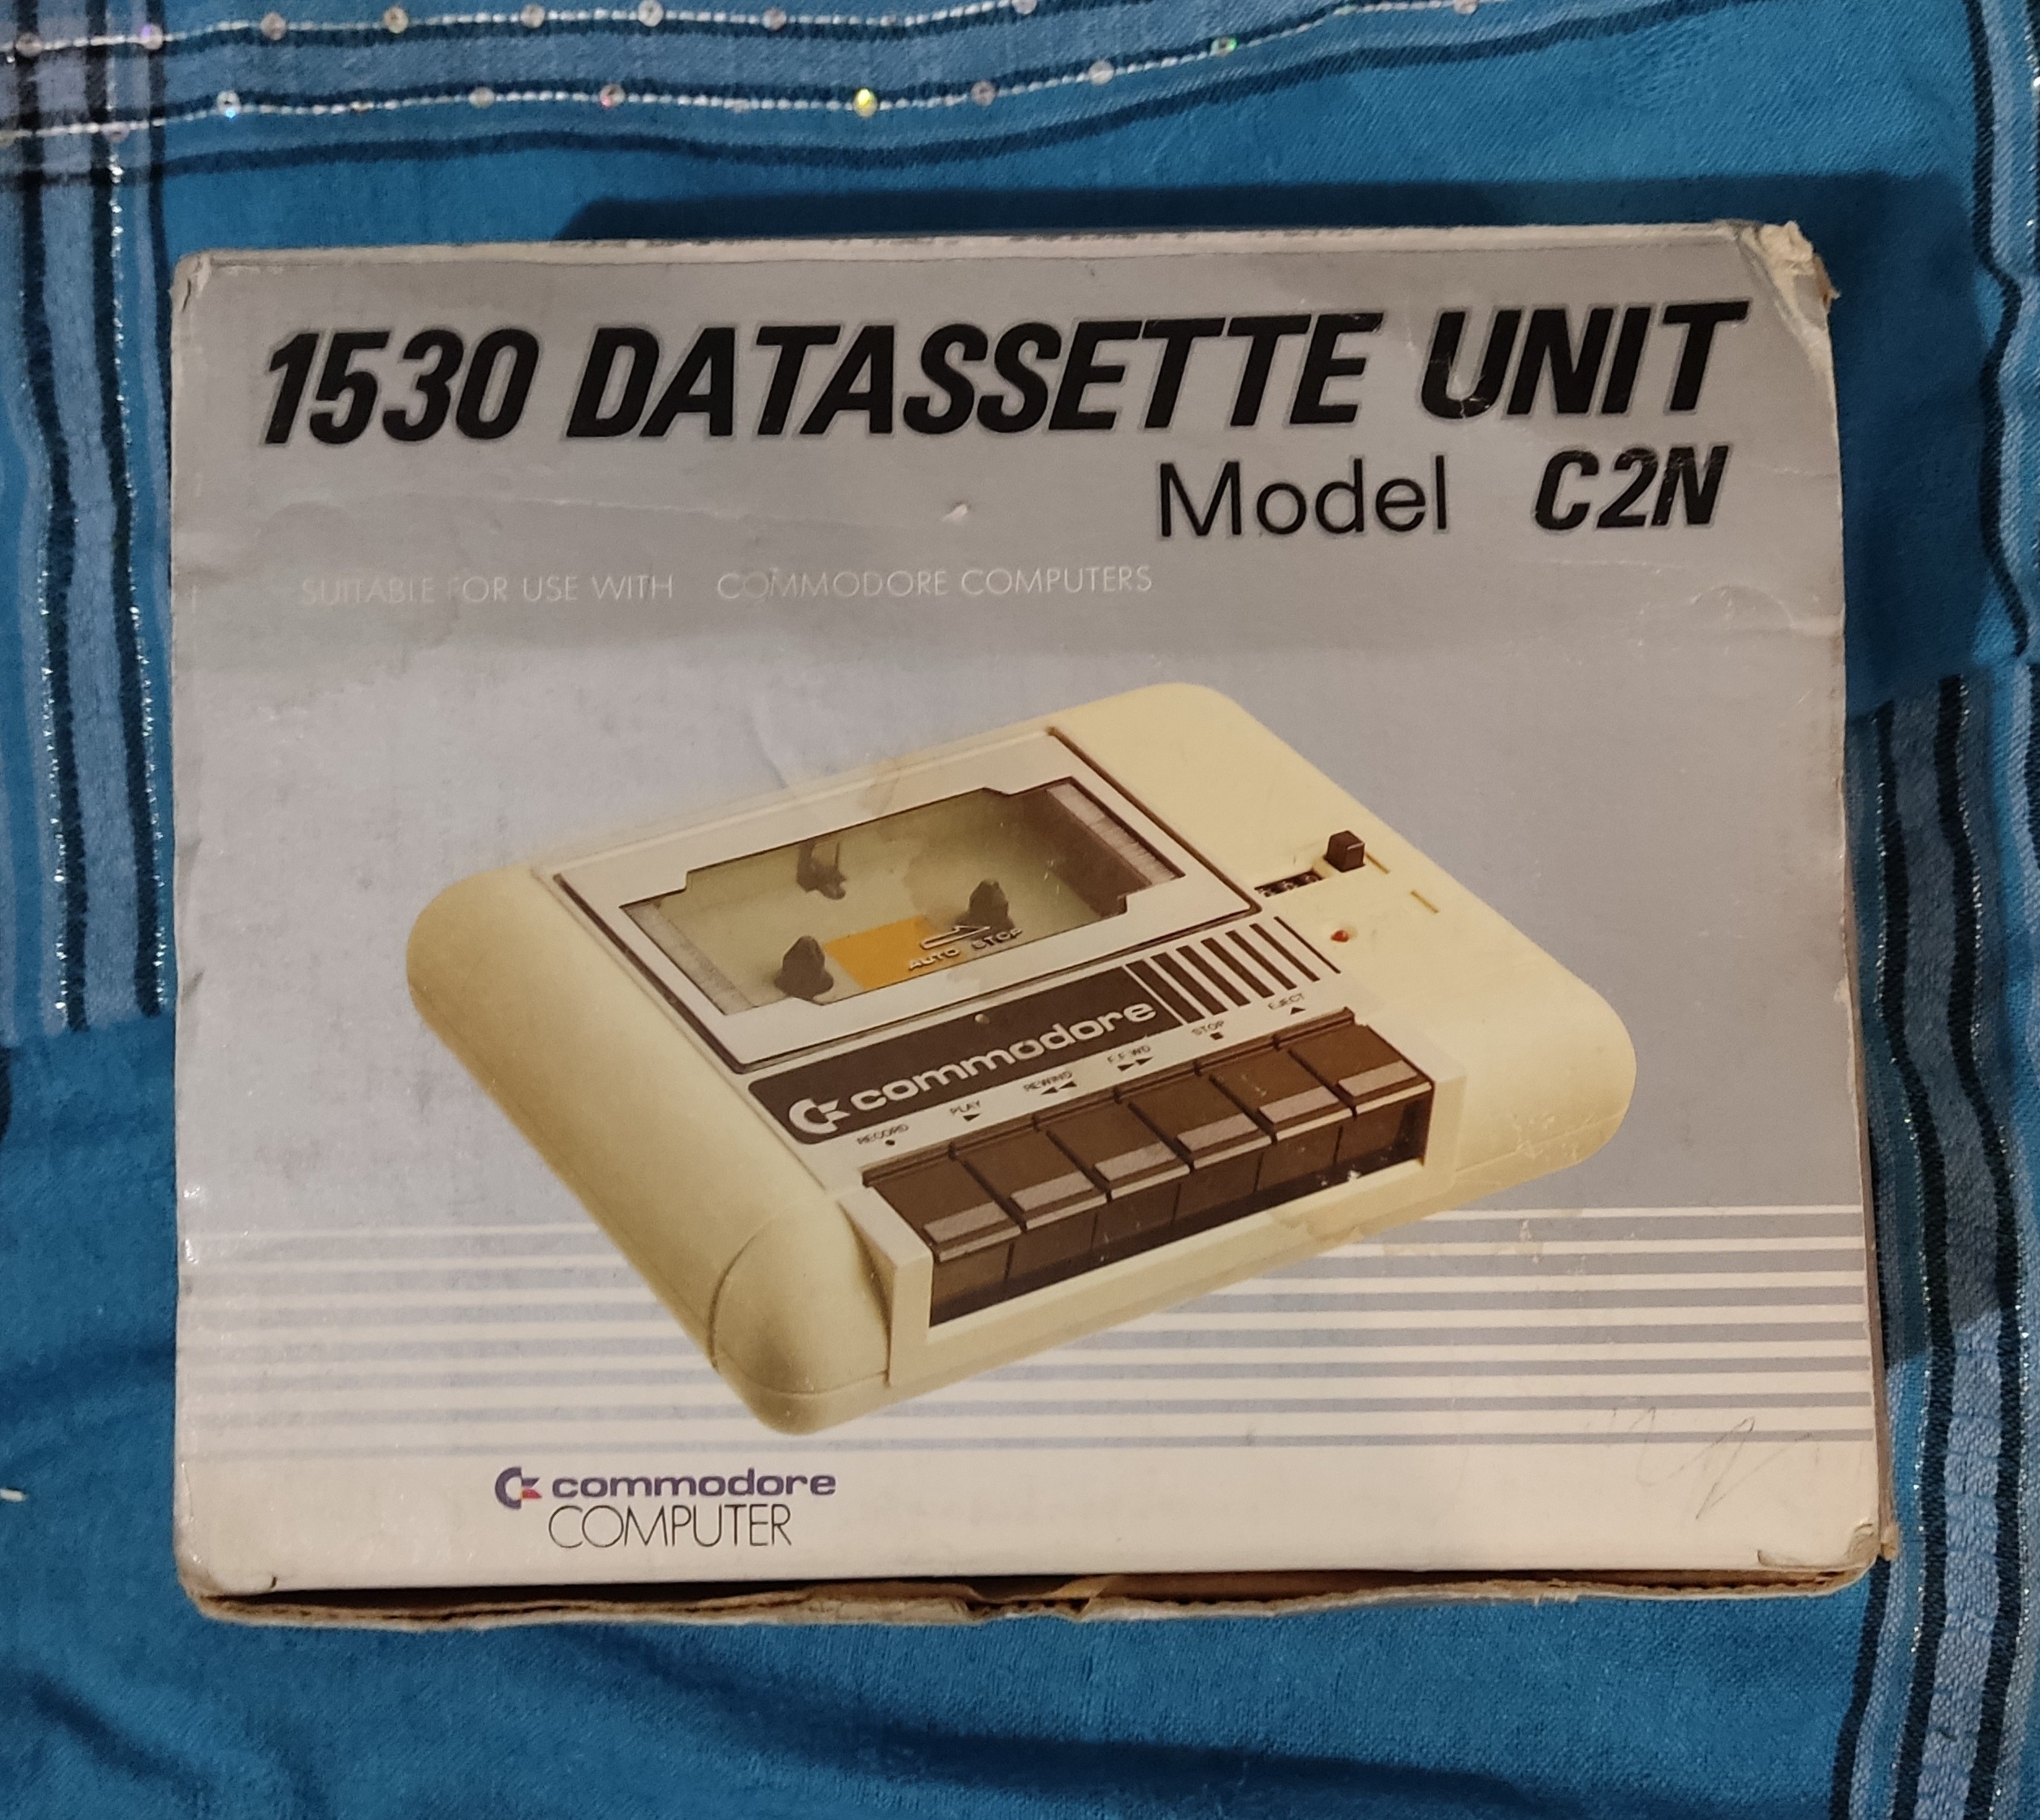 1530 DATASSETTE UNIT
Model C2N
SUITABLE FOR USE WITH COMMODORE COMPUTERS
AUTO STOP
commodore
RECORD PLAY REWIND F.FWD STOP EJECT
commodore
COMPUTER